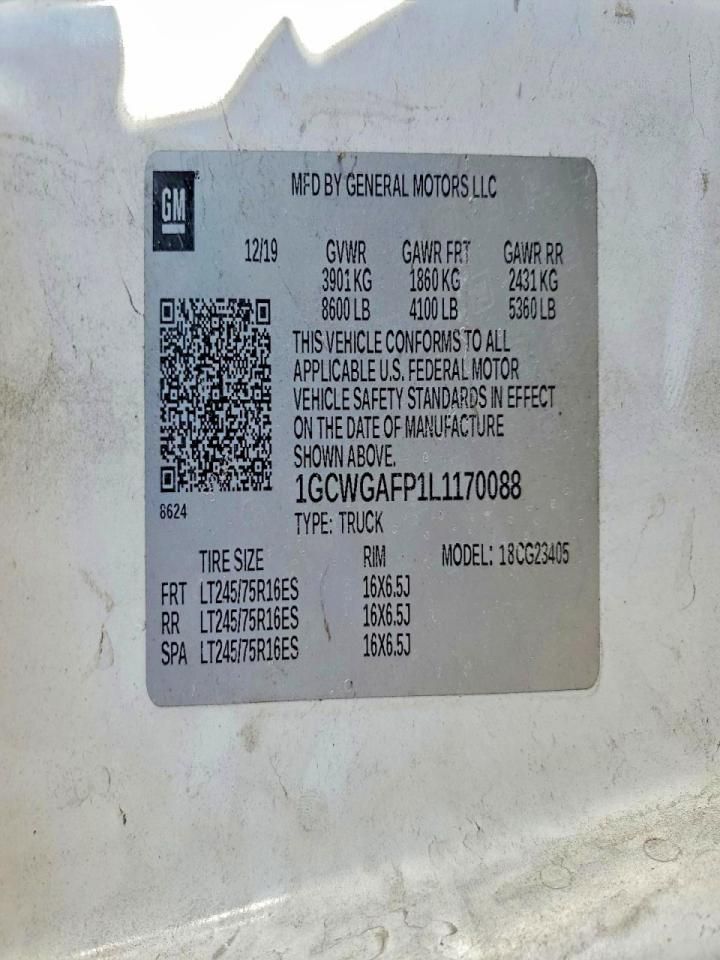 GM
MFD BY GENERAL MOTORS LLC
12/19 GVWR GAWR FRT GAWR RR
3901 KG 1860 KG 2431 KG
8600 LB 4100 LB 5360 LB
THIS VEHICLE CONFORMS TO ALL
APPLICABLE U.S. FEDERAL MOTOR
VEHICLE SAFETY STANDARDS IN EFFECT
ON THE DATE OF MANUFACTURE
SHOWN ABOVE.
1GCWGAFP1L1170088
8624
TYPE: TRUCK
TIRE SIZE RIM MODEL: 18CG23405
FRT LT245/75R16ES 16X6.5J
RR LT245/75R16ES 16X6.5J
SPA LT245/75R16ES 16X6.5J